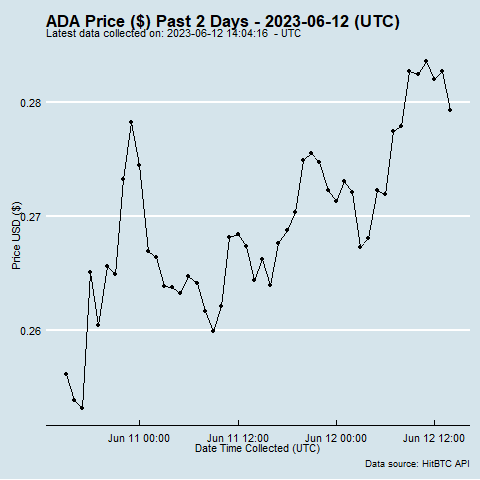 ADA Price ($) Past 2 Days - 2023-06-12 (UTC)
Latest data collected on: 2023-06-12 14:04:16  - UTC
0.28
0.27
0.26
Price USD ($)
Jun 11 00:00
Jun 11 12:00
Jun 12 00:00
Jun 12 12:00
Date Time Collected (UTC)
Data source: HitBTC API